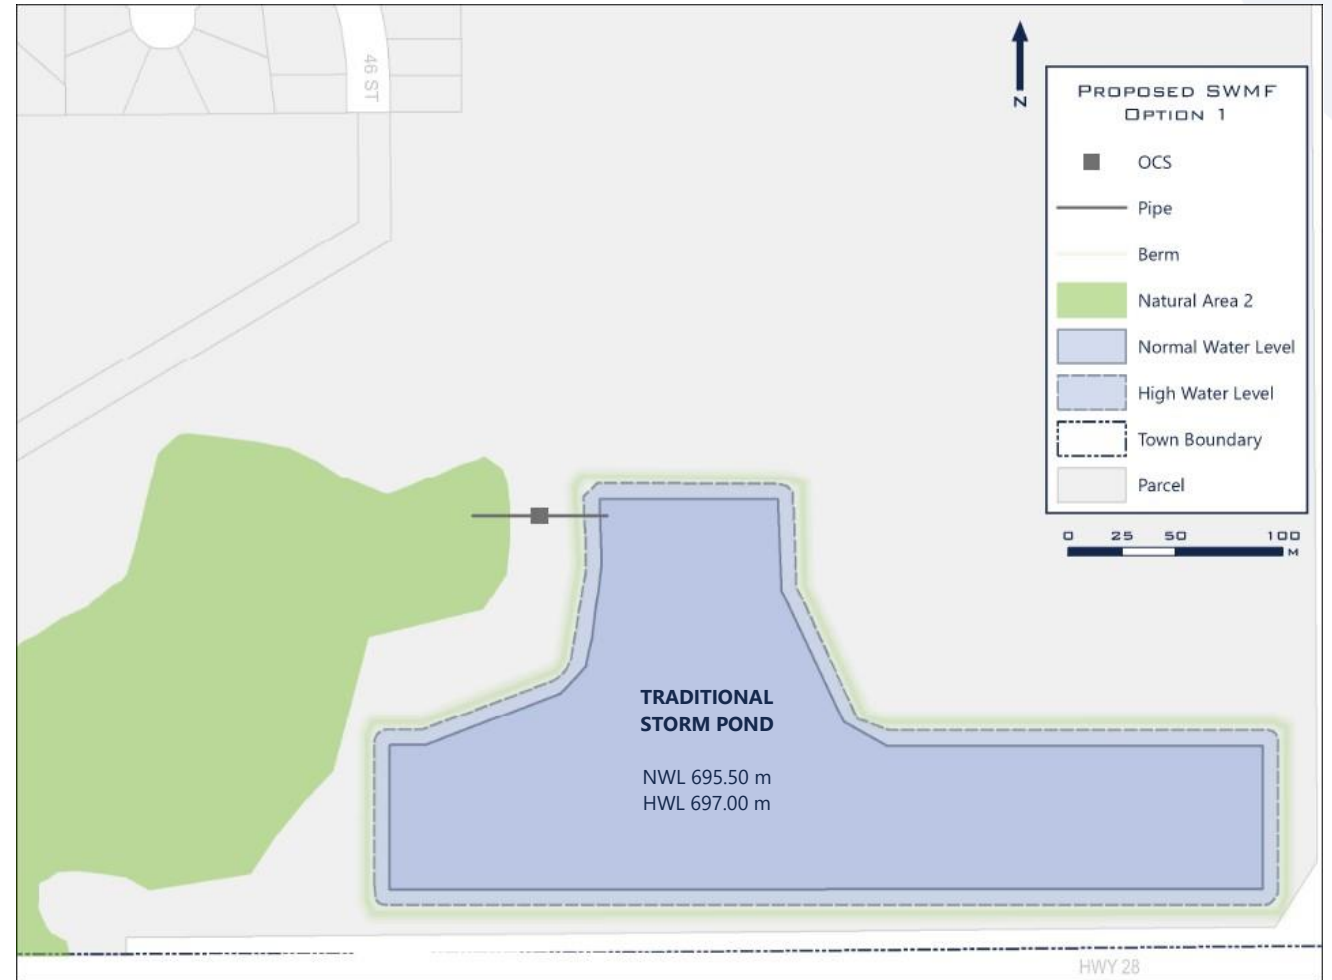 46 ST
N
PROPOSED SWMF
OPTION 1
OCS
Pipe
Berm
Natural Area 2
Normal Water Level
High Water Level
Town Boundary
Parcel
0 25 50 100
M
TRADITIONAL
STORM POND
NWL 695.50 m
HWL 697.00 m
HWY 28